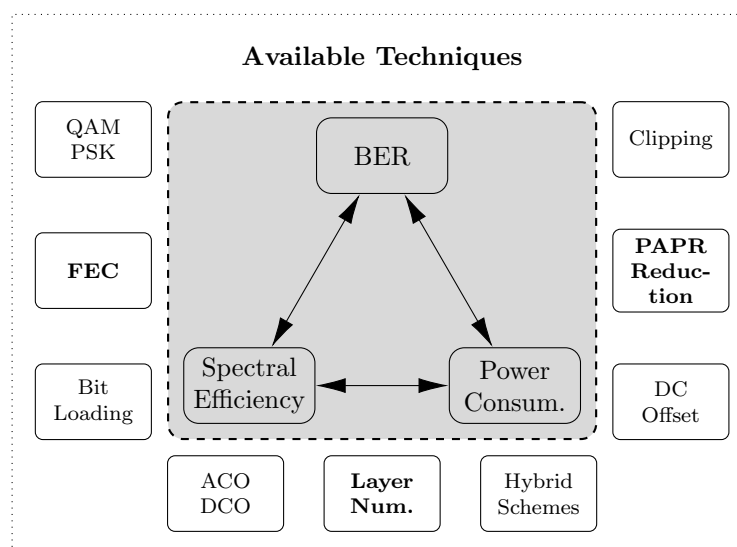 Available Techniques
QAM
PSK
BER
Clipping
FEC
PAPR
Reduc-
tion
Spectral
Efficiency
Power
Consum.
Bit
Loading
DC
Offset
ACO
DCO
Layer
Num.
Hybrid
Schemes